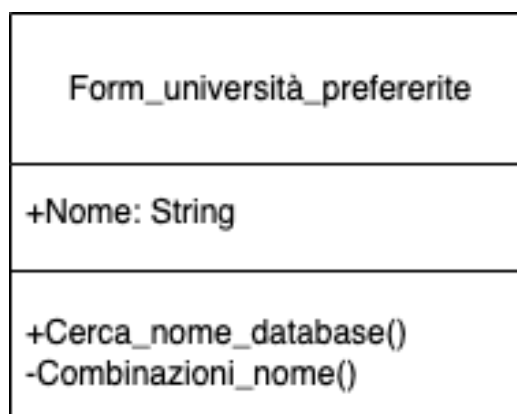 Form_università_prefererite
+Nome: String
+Cerca_nome_database()
-Combinazioni_nome()